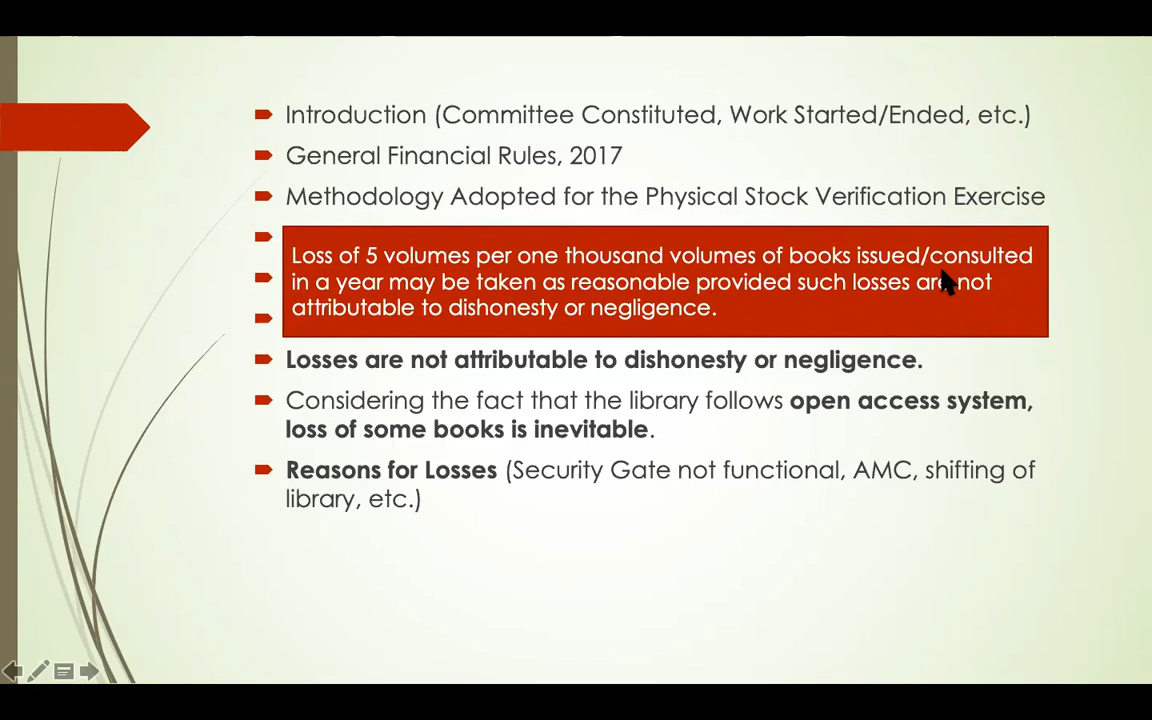 Introduction (Committee Constituted, Work Started/Ended, etc.)
General Financial Rules, 2017
Methodology Adopted for the Physical Stock Verification Exercise
Loss of 5 volumes per one thousand volumes of books issued/consulted
in a year may be taken as reasonable provided such losses are not
attributable to dishonesty or negligence.
Losses are not attributable to dishonesty or negligence.
Considering the fact that the library follows open access system,
loss of some books is inevitable.
Reasons for Losses (Security Gate not functional, AMC, shifting of
library, etc.)